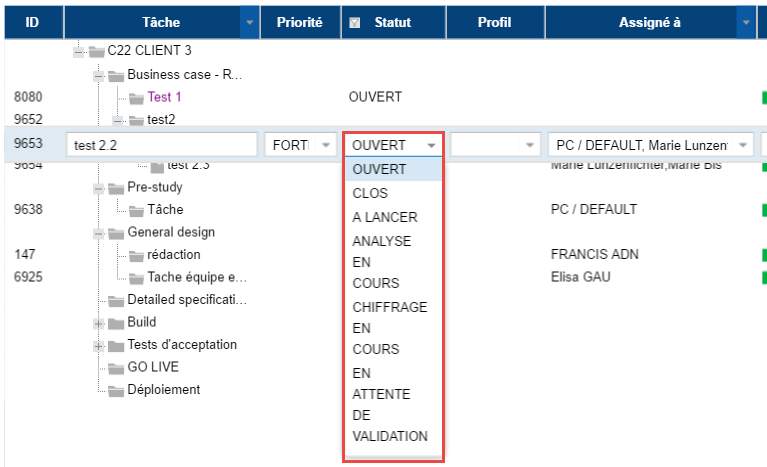 ID Tâche Priorité Statut Profil Assigné à
C22 CLIENT 3
Business case - R...
8080 Test 1 OUVERT
9652 test2
9653 test 2.2 FORT OUVERT PC / DEFAULT, Marie Lunzen
9654 test 2.3 Marie Lunzenfichter,Marie Bis
OUVERT
CLOS
A LANCER
ANALYSE
EN
COURS
CHIFFRAGE
EN
COURS
EN
ATTENTE
DE
VALIDATION
Pre-study
9638 Tâche PC / DEFAULT
General design
147 rédaction FRANCIS ADN
6925 Tache équipe e... Elisa GAU
Detailed specificati...
Build
Tests d'acceptation
GO LIVE
Déploiement